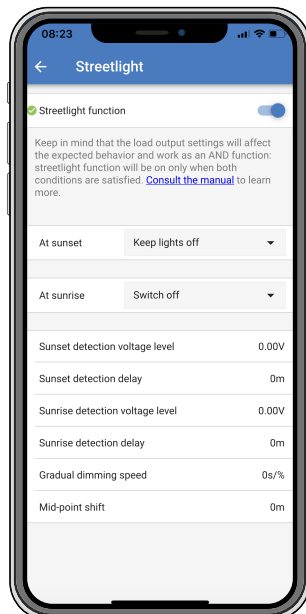 08:23
Streetlight
Streetlight function
Keep in mind that the load output settings will affect
the expected behavior and work as an AND function:
streetlight function will be on only when both
conditions are satisfied. Consult the manual to learn
more.
At sunset Keep lights off
At sunrise Switch off
Sunset detection voltage level 0.00V
Sunset detection delay 0m
Sunrise detection voltage level 0.00V
Sunrise detection delay 0m
Gradual dimming speed 0s/%
Mid-point shift 0m